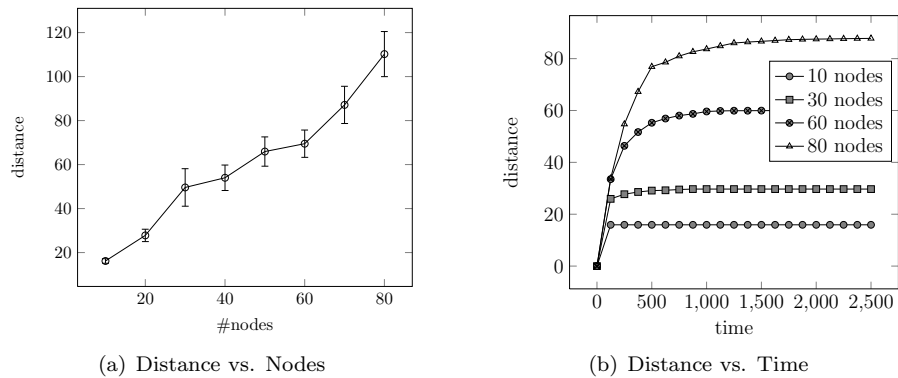 120
100
80
60
40
20
distance
20
40
60
80
#nodes
(a) Distance vs. Nodes
80
60
40
20
0
distance
10 nodes
30 nodes
60 nodes
80 nodes
0
500
1,000
1,500
2,000
2,500
time
(b) Distance vs. Time